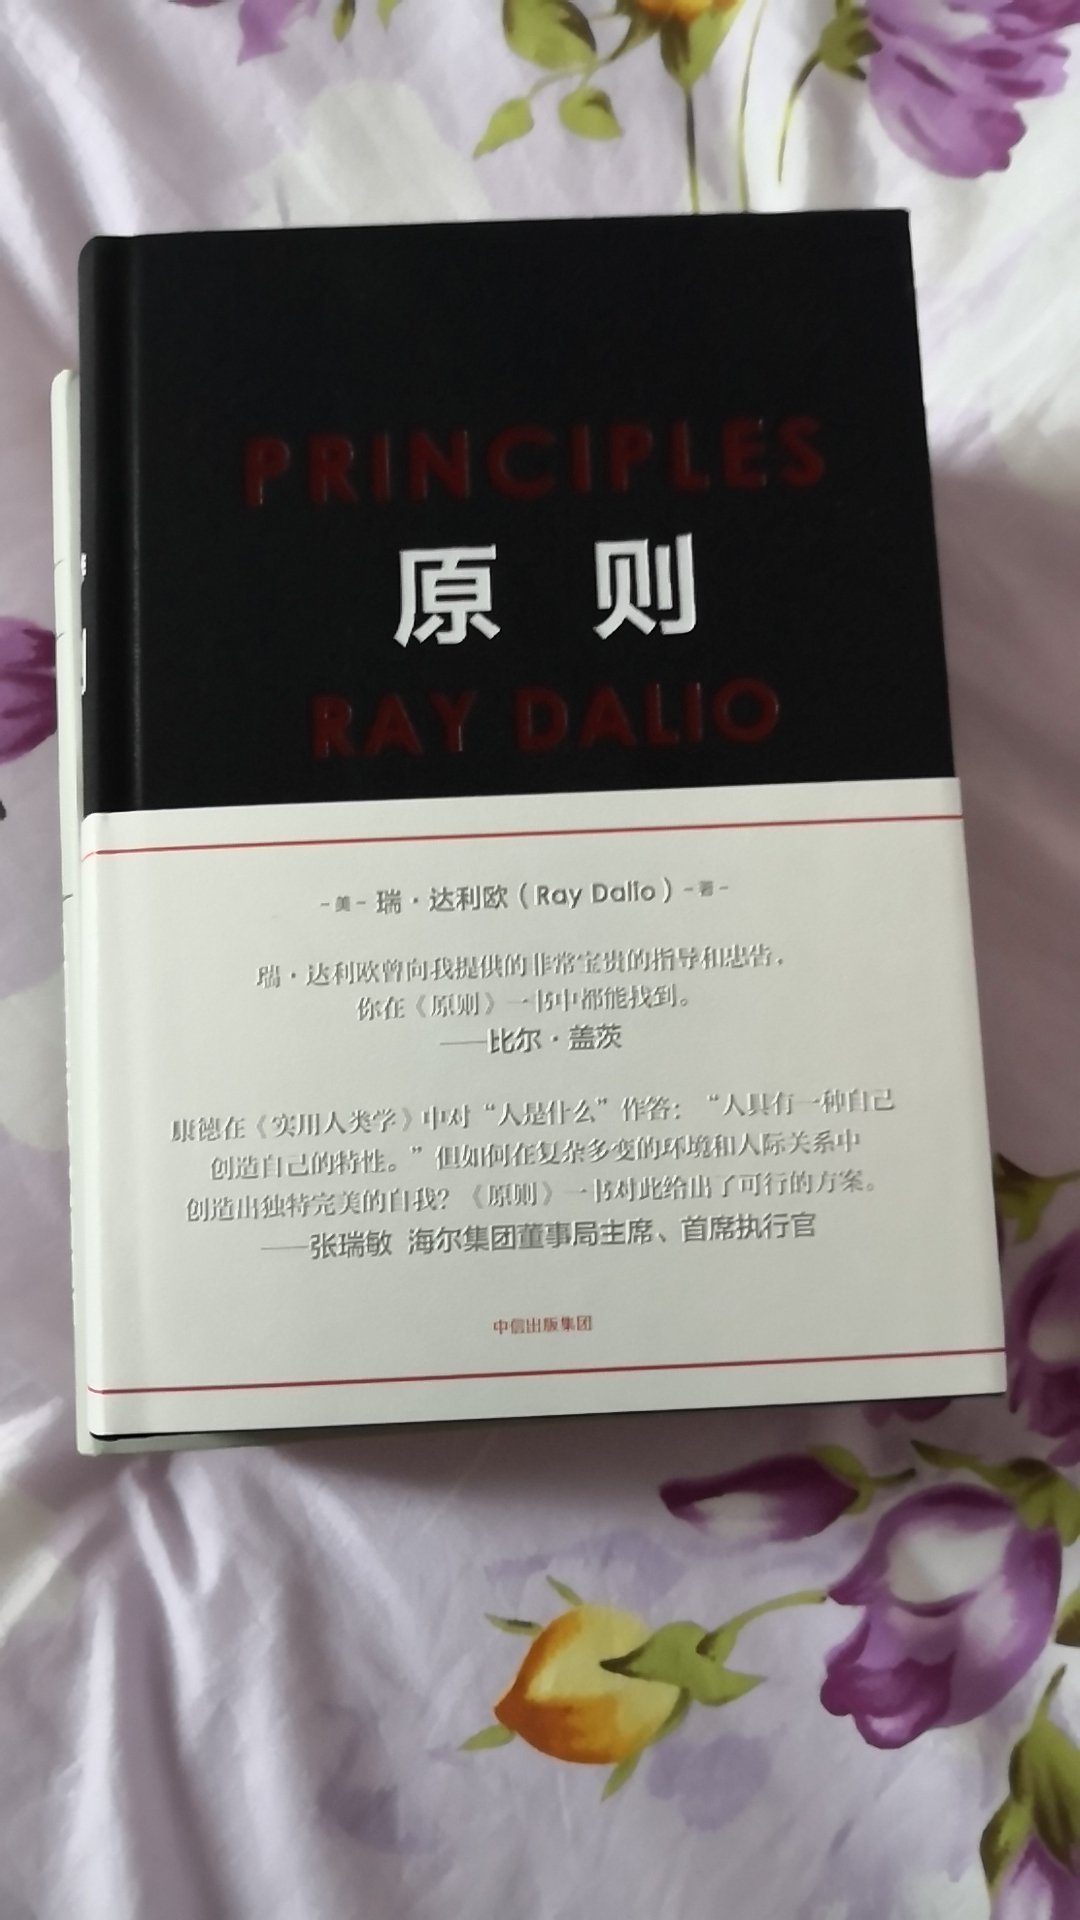 PRINCIPLES
原 则
RAY DALIO
-美- 瑞·达利欧（Ray Dalio）-著-
瑞·达利欧曾向我提供的非常宝贵的指导和忠告，
你在《原则》一书中都能找到。
——比尔·盖茨
康德在《实用人类学》中对“人是什么”作答：“人具有一种自己
创造自己的特性。”但如何在复杂多变的环境和人际关系中
创造出独特完美的自我？《原则》一书对此给出了可行的方案。
——张瑞敏 海尔集团董事局主席、首席执行官
中信出版集团